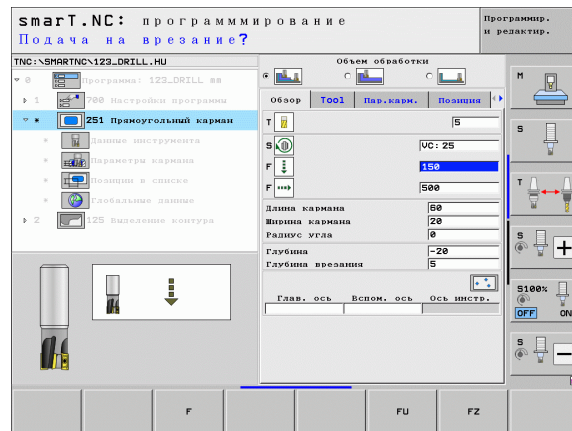 smarT.NC: программмирование
Подача на врезание?
Программир.
и редактир.
TNC:\SMARTNC\123_DRILL.HU
0 Программа: 123_DRILL мм
1 700 Настройки программы
* 251 Прямоугольный карман
* Данные инструмента
* Параметры кармана
* Позиции в списке
* Глобальные данные
2 125 Выделение контура
Объем обработки
Обзор Tool Пар.карм. Позиция
T 5
S VC: 25
F 150
F 500
Длина кармана 60
Ширина кармана 20
Радиус угла 0
Глубина -20
Глубина врезания 5
Глав. ось Вспом. ось Ось инстр.
M
S
T
S
S100%
OFF ON
S
F FU FZ